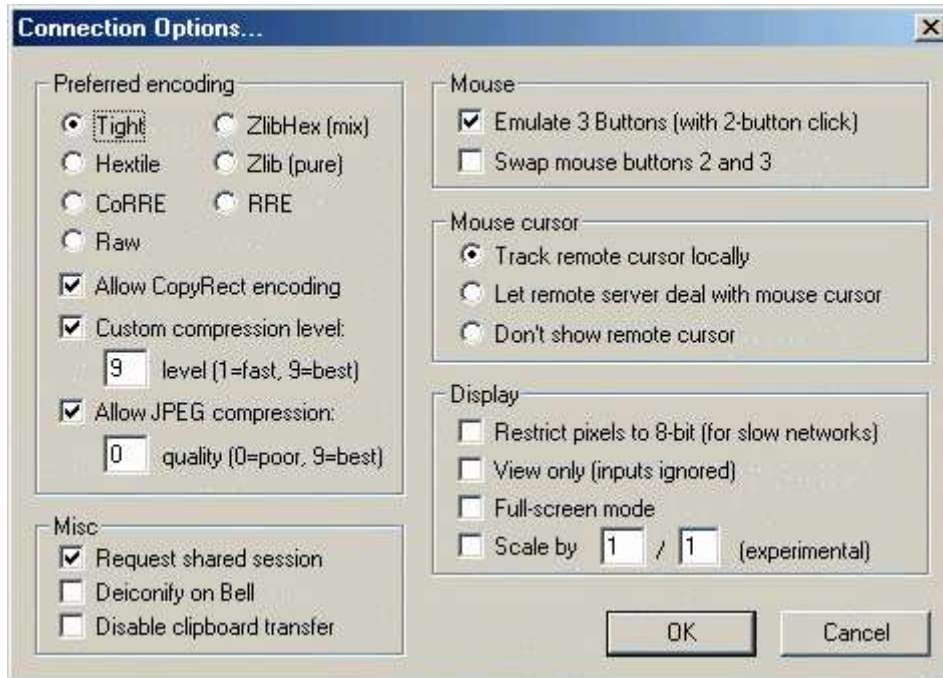 Connection Options...
Preferred encoding
Tight ZlibHex (mix)
Hextile Zlib (pure)
CoRRE RRE
Raw
Allow CopyRect encoding
Custom compression level:
9 level (1=fast, 9=best)
Allow JPEG compression:
0 quality (0=poor, 9=best)
Misc
Request shared session
Deiconify on Bell
Disable clipboard transfer
Mouse
Emulate 3 Buttons (with 2-button click)
Swap mouse buttons 2 and 3
Mouse cursor
Track remote cursor locally
Let remote server deal with mouse cursor
Don't show remote cursor
Display
Restrict pixels to 8-bit (for slow networks)
View only (inputs ignored)
Full-screen mode
Scale by 1 / 1 (experimental)
OK Cancel